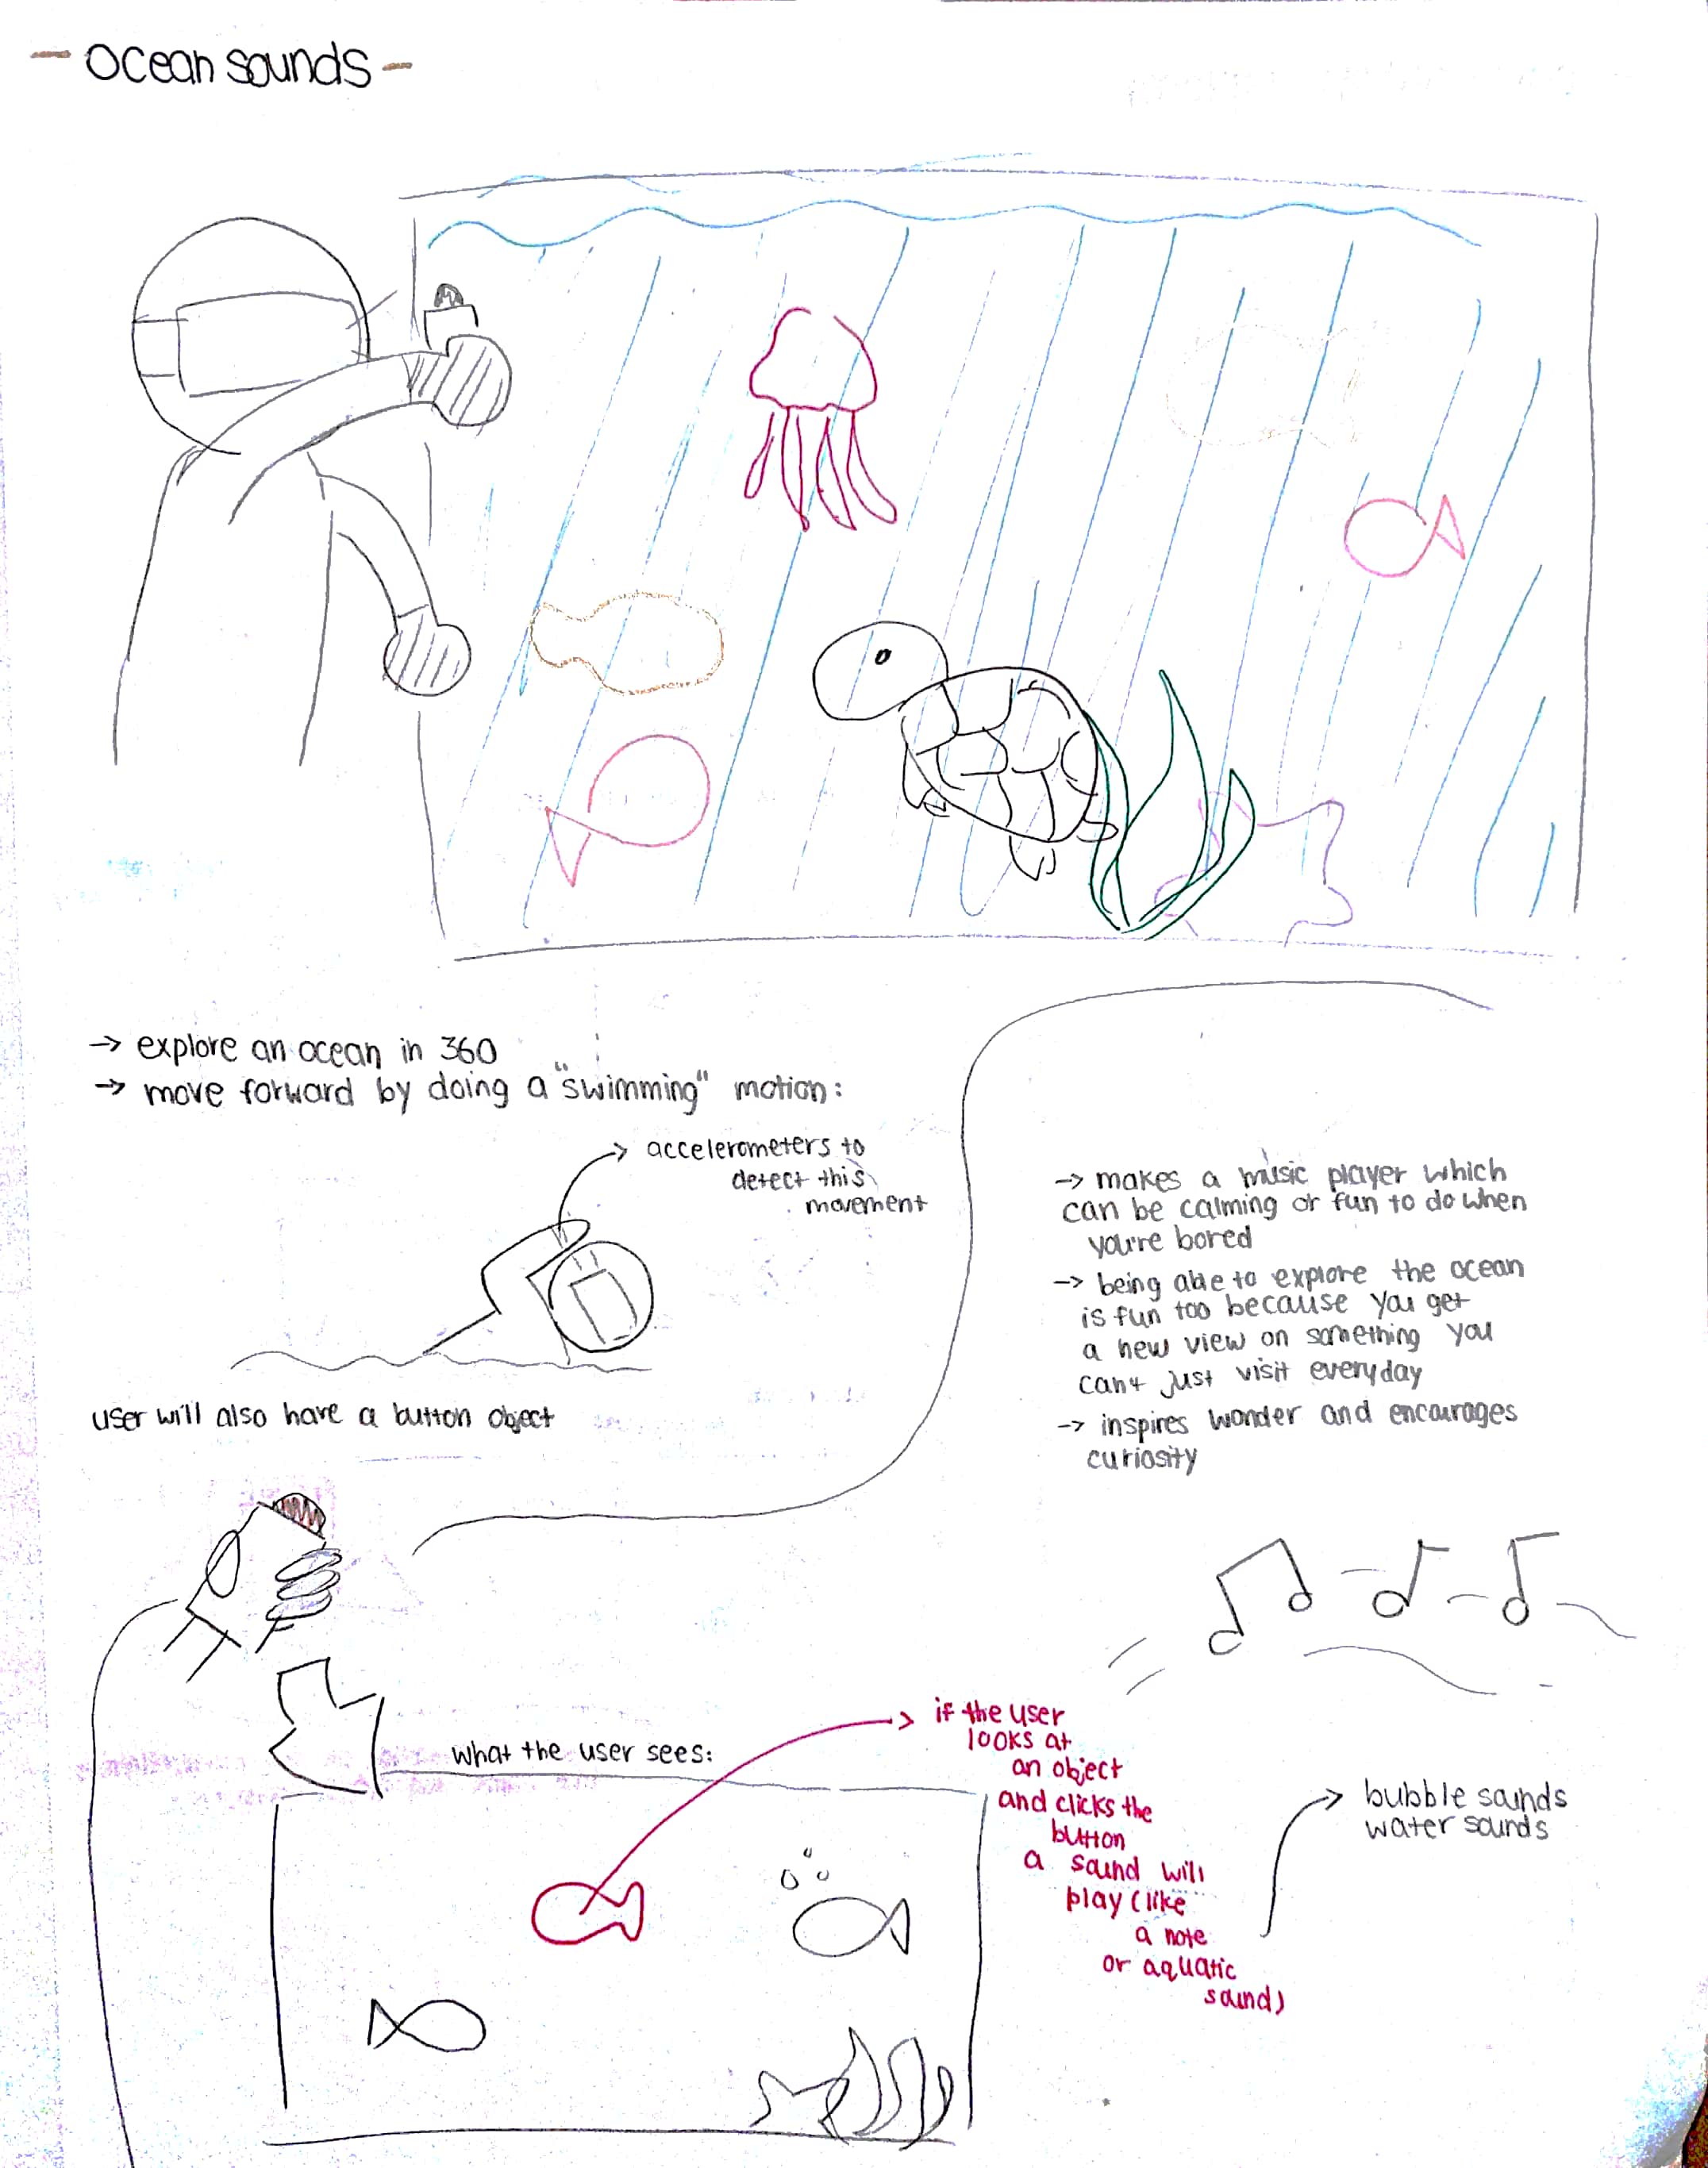 - Ocean sounds -
→ explore an ocean in 360
→ move forward by doing a "swimming" motion:
accelerometers to
detect this
movement
user will also have a button object
→ makes a music player which
can be calming or fun to do when
you're bored
→ being able to explore the ocean
is fun too because you get
a new view on something you
can't just visit everyday
→ inspires wonder and encourages
curiosity
what the user sees:
if the user
looks at
an object
and clicks the
button
a sound will
play (like
a note
or aquatic
sound)
bubble sounds
water sounds